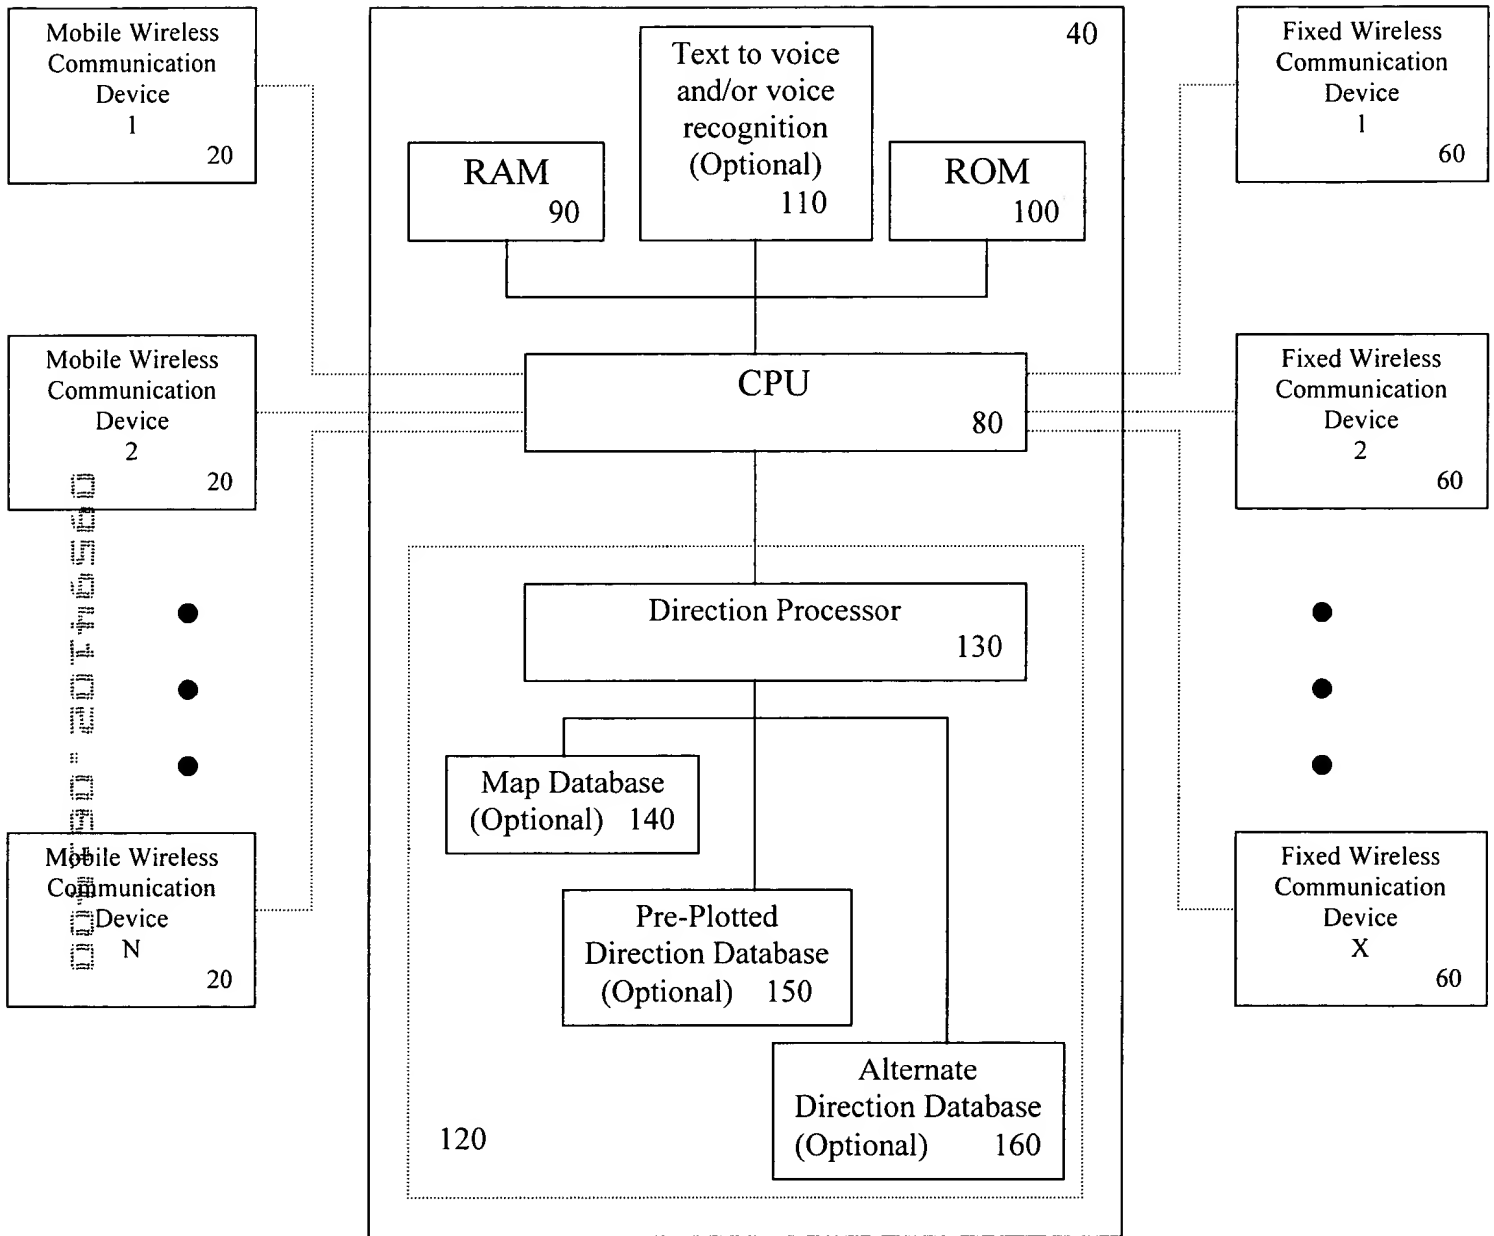 Mobile Wireless
Communication
Device
1
20
Mobile Wireless
Communication
Device
2
20
Mobile Wireless
Communication
Device
N
20
40
Text to voice
and/or voice
recognition
(Optional)
110
RAM
90
ROM
100
CPU
80
Direction Processor
130
Map Database
(Optional) 140
Pre-Plotted
Direction Database
(Optional) 150
Alternate
Direction Database
(Optional) 160
120
Fixed Wireless
Communication
Device
1
60
Fixed Wireless
Communication
Device
2
60
Fixed Wireless
Communication
Device
X
60